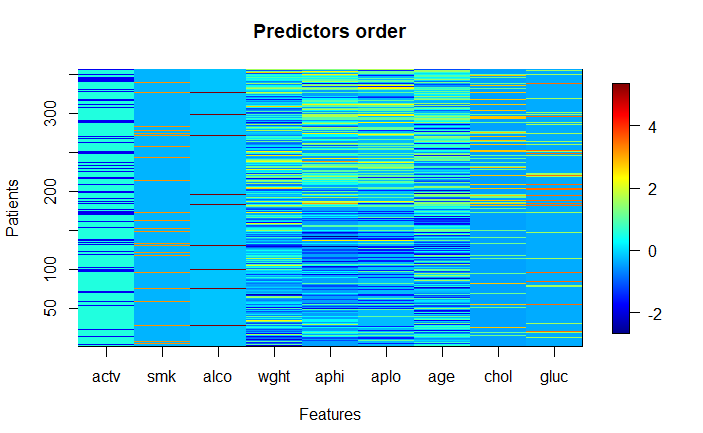 Predictors order
Patients
300
200
100
50
actv smk alco wght aphi aplo age chol gluc
Features
4
2
0
-2